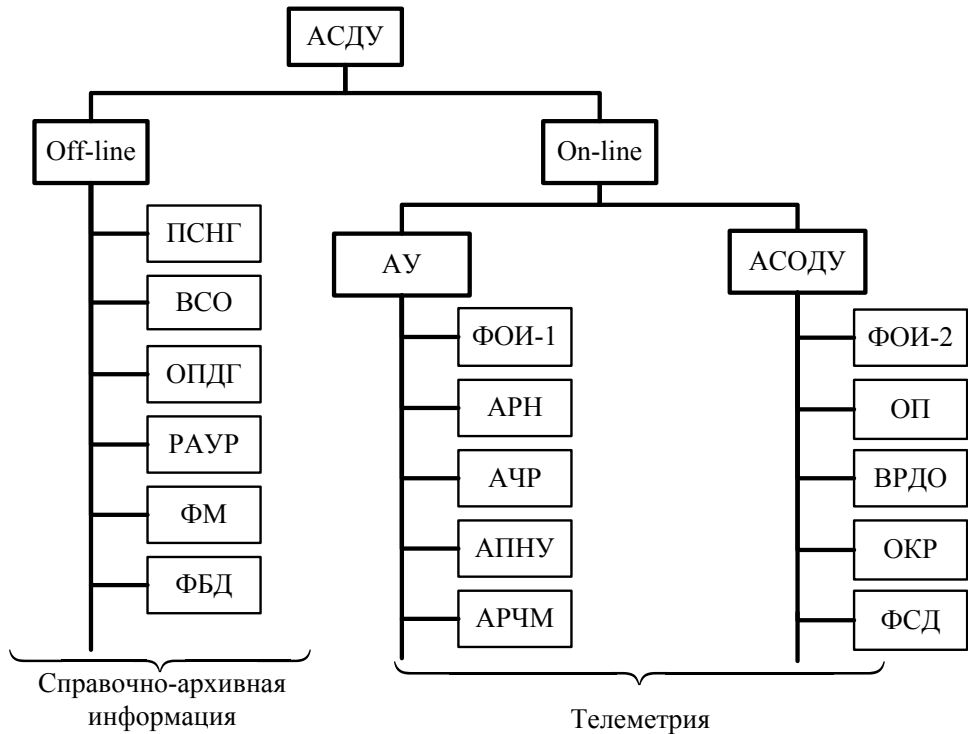 АСДУ
Off-line
On-line
ПСНГ
ВСО
ОПДГ
РАУР
ФМ
ФБД
АУ
ФОИ-1
АРН
АЧР
АПНУ
АРЧМ
АСОДУ
ФОИ-2
ОП
ВРДО
ОКР
ФСД
Справочно-архивная
информация
Телеметрия